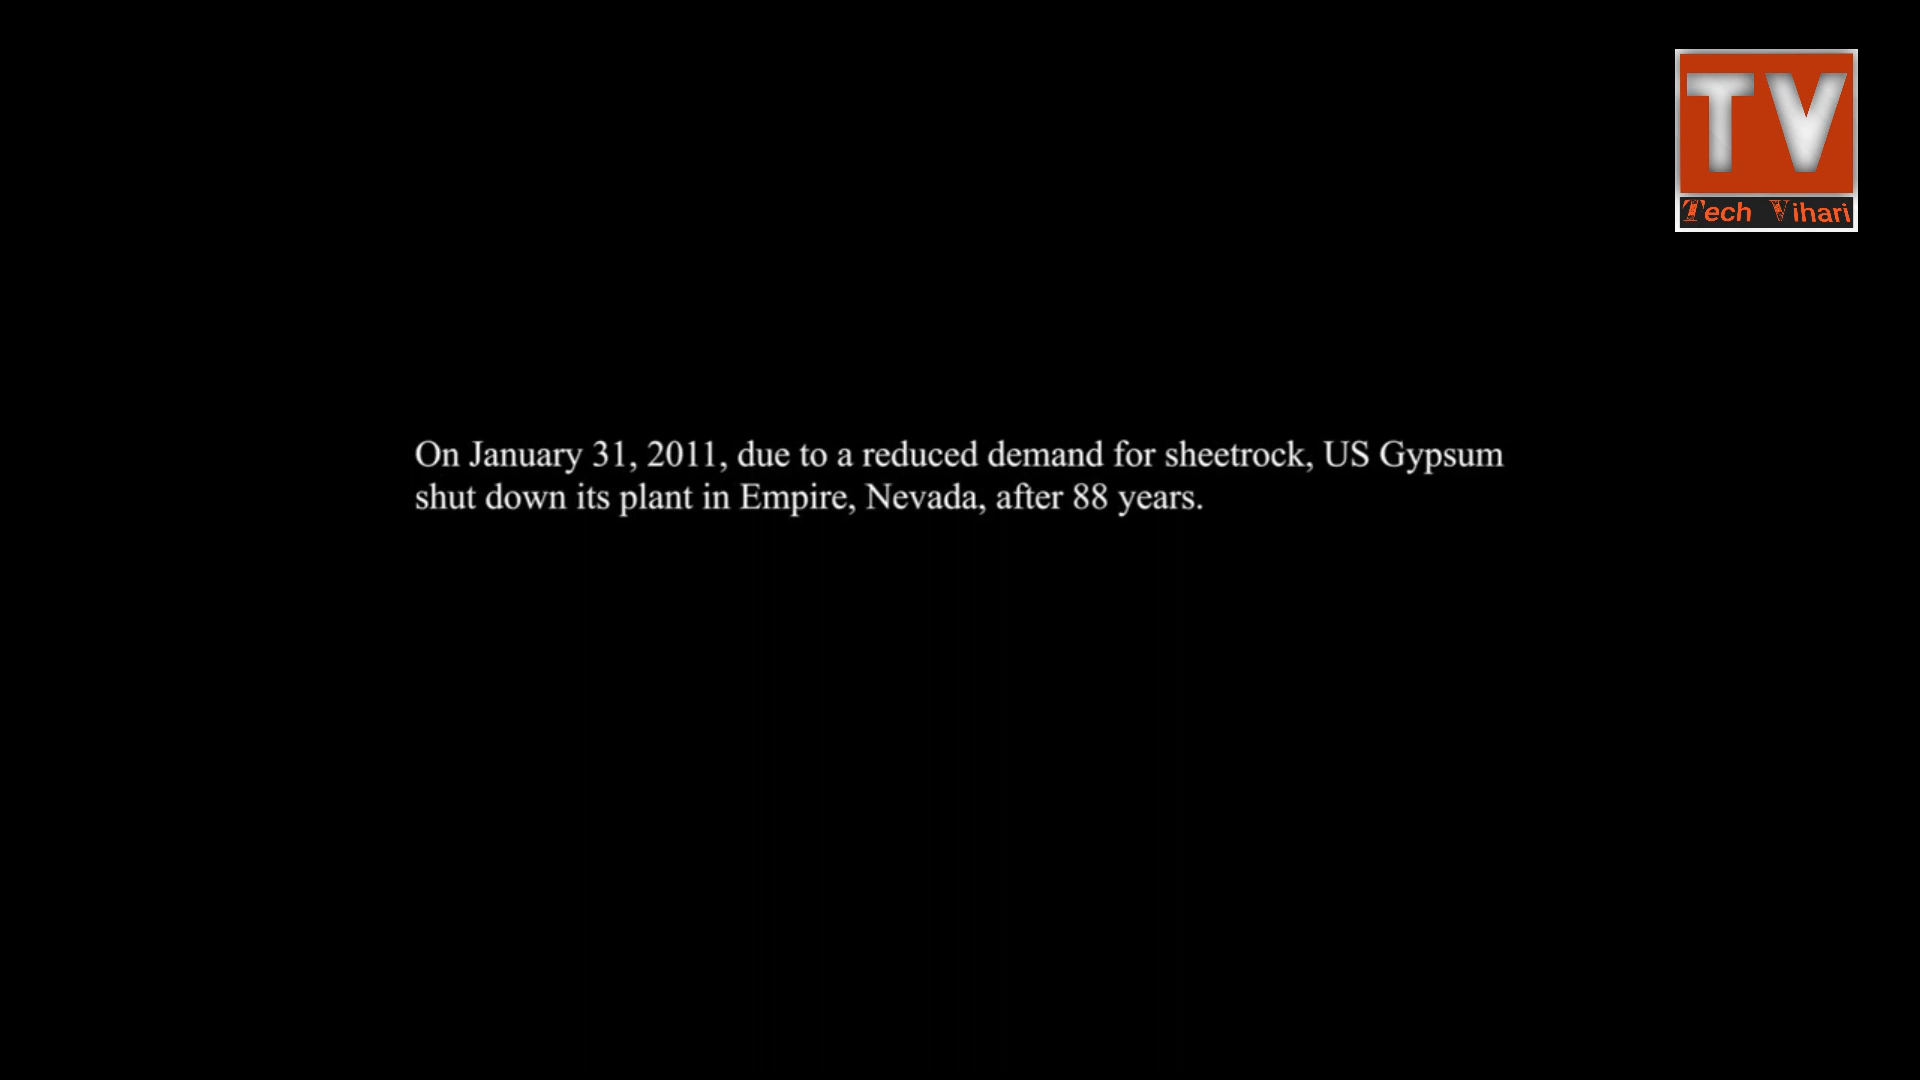 TV
Tech Vihari
On January 31, 2011, due to a reduced demand for sheetrock, US Gypsum
shut down its plant in Empire, Nevada, after 88 years.